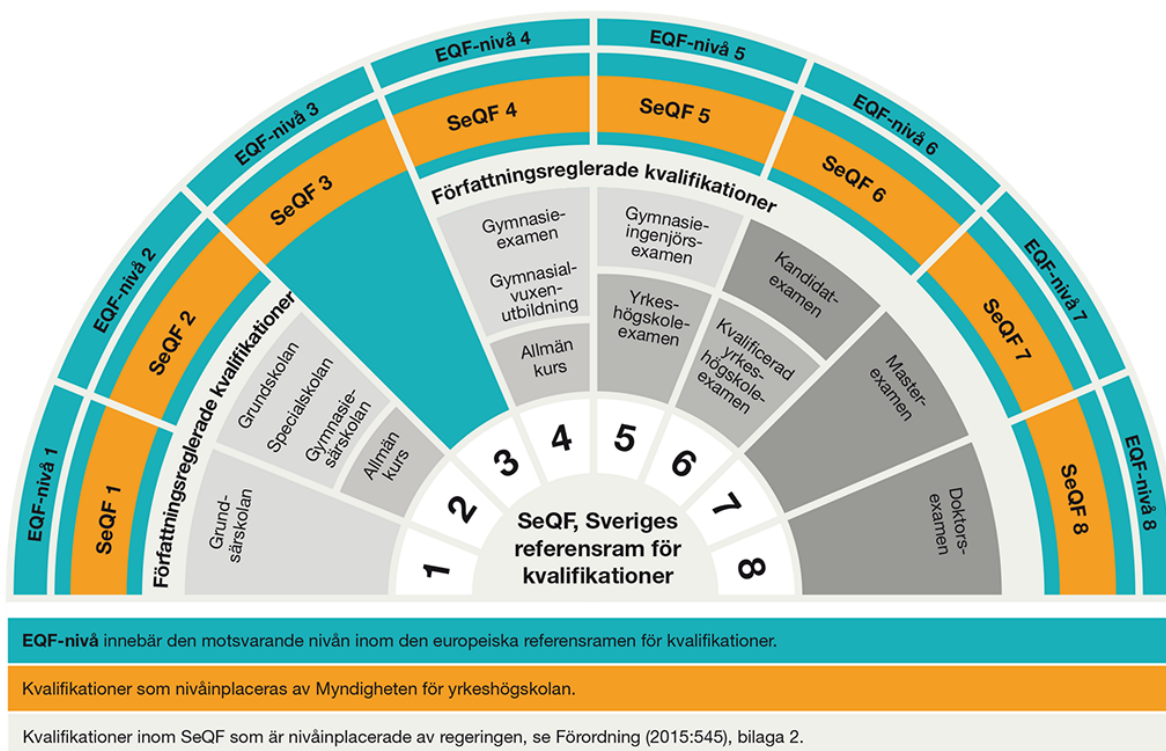 EQF-nivå 1
EQF-nivå 2
EQF-nivå 3
EQF-nivå 4
EQF-nivå 5
EQF-nivå 6
EQF-nivå 7
EQF-nivå 8
SeQF 1
SeQF 2
SeQF 3
SeQF 4
SeQF 5
SeQF 6
SeQF 7
SeQF 8
Författningsreglerade kvalifikationer
Författningsreglerade kvalifikationer
Grund-
särskolan
Grundskolan
Specialskolan
Gymnasie-
särskolan
Allmän
kurs
Gymnasie-
examen
Gymnasial-
vuxen-
utbildning
Allmän
kurs
Gymnasie-
ingenjörs-
examen
Yrkes-
högskole-
examen
Kandidat-
examen
Kvalificerad
yrkes-
högskole-
examen
Master-
examen
Doktors-
examen
1
2
3
4
5
6
7
8
SeQF, Sveriges
referensram för
kvalifikationer
EQF-nivå innebär den motsvarande nivån inom den europeiska referensramen för kvalifikationer.
Kvalifikationer som nivåinplaceras av Myndigheten för yrkeshögskolan.
Kvalifikationer inom SeQF som är nivåinplacerade av regeringen, se Förordning (2015:545), bilaga 2.